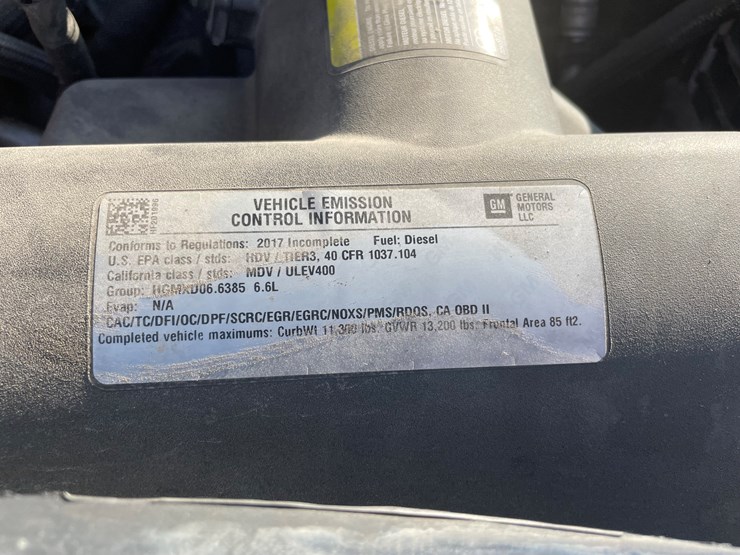 VEHICLE EMISSION
CONTROL INFORMATION
GM
GENERAL
MOTORS
LLC
Conforms to Regulations: 2017 Incomplete Fuel: Diesel
U.S. EPA class / stds: HDV / TIER3, 40 CFR 1037.104
California class / stds: MDV / ULEV400
Group: HGMXD06.6385 6.6L
Evap: N/A
CAC/TC/DFI/OC/DPF/SCRC/EGR/EGRC/NOXS/PMS/RDQS, CA OBD II
Completed vehicle maximums: CurbWt 11,300 lbs. GVWR 13,200 lbs. Frontal Area 85 ft2.